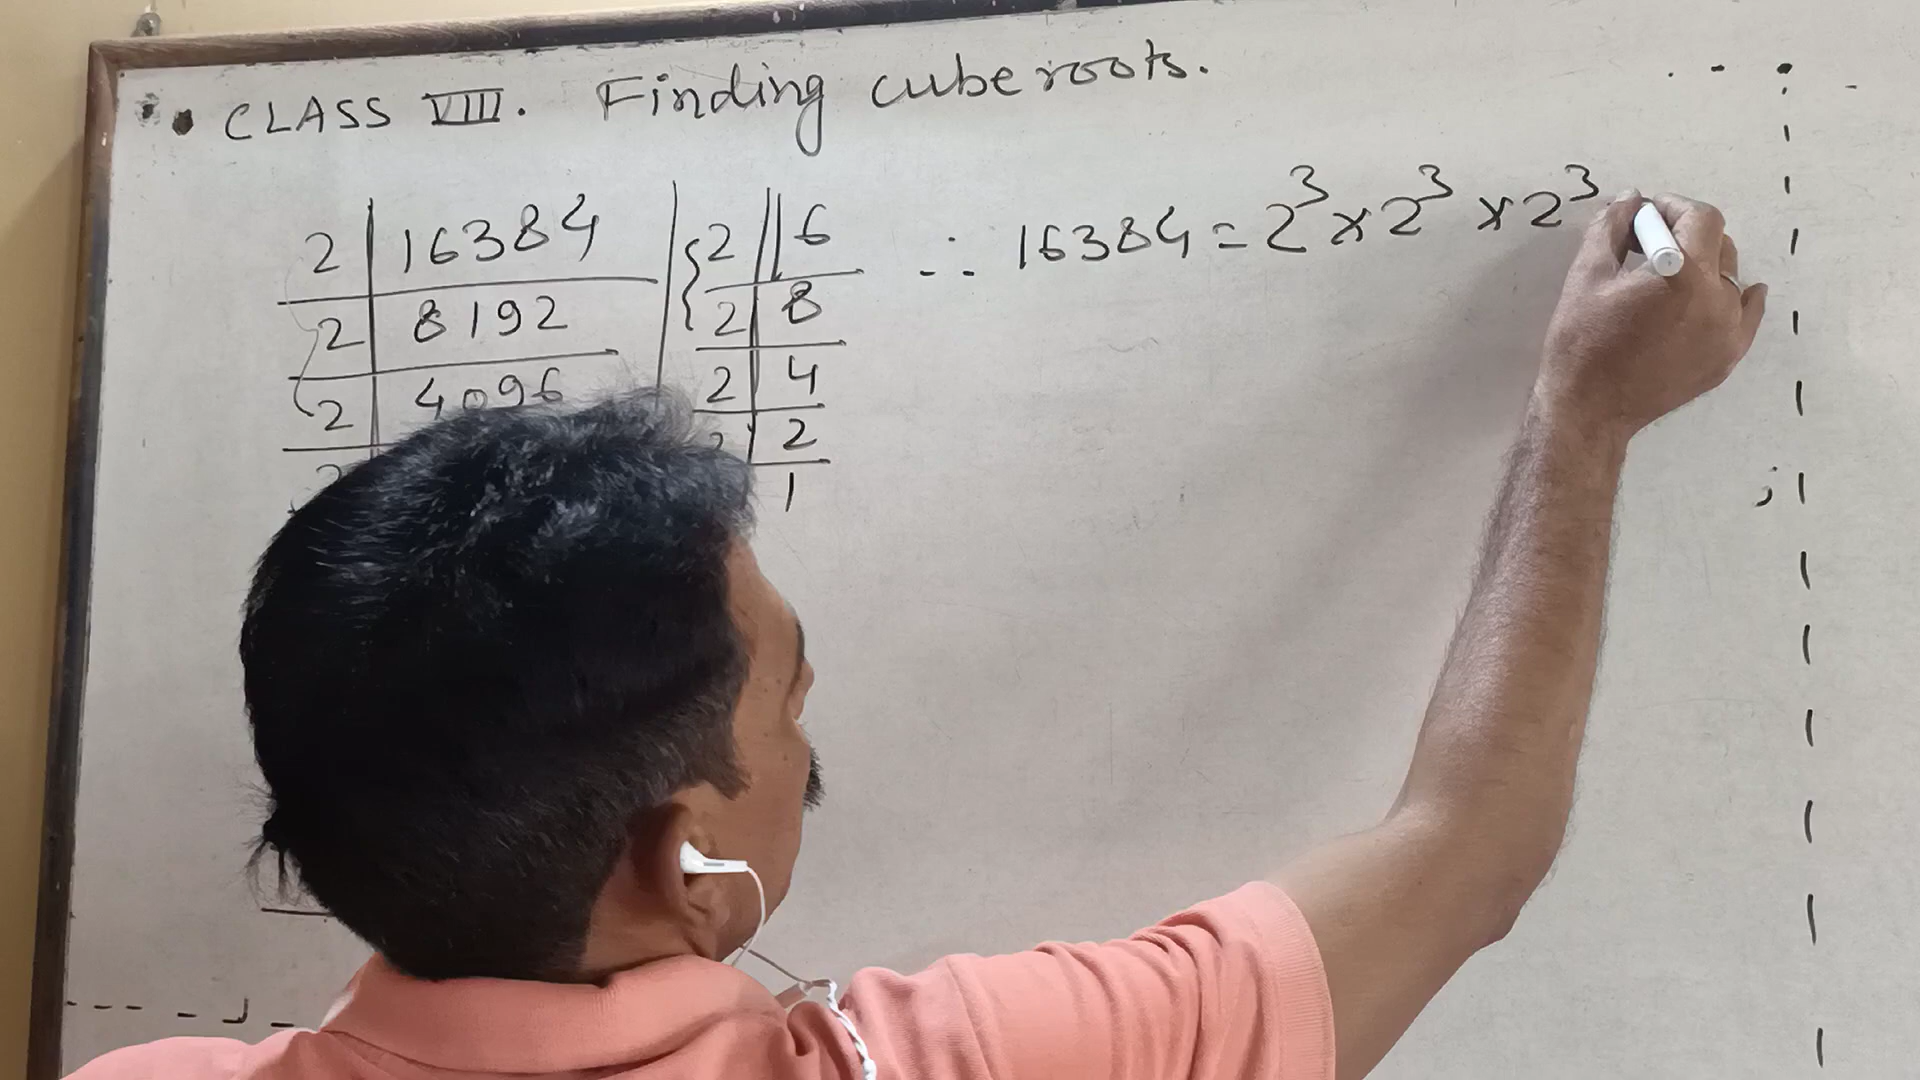 CLASS VIII. Finding cube roots.
2 | 16384
2 | 8192
2 | 4096
2 | 16
2 | 8
2 | 4
2
1
∴ 16384 = 2³ × 2³ × 2³